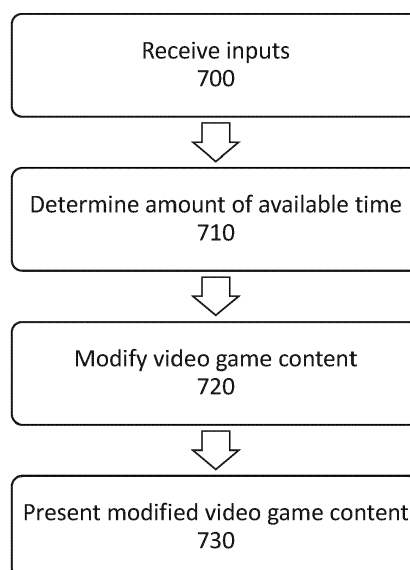 Receive inputs
700
Determine amount of available time
710
Modify video game content
720
Present modified video game content
730